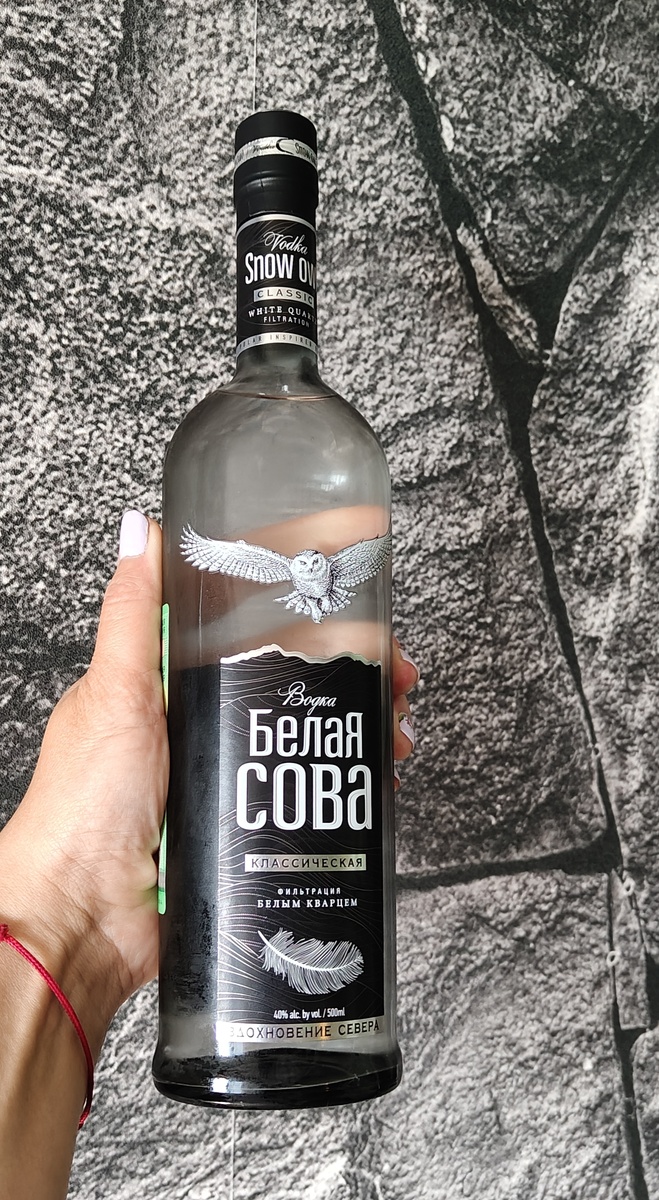 Vodka
Snow ow
CLASSIC
WHITE QUAR
FILTRATION
Водка
Белая
сова
КЛАССИЧЕСКАЯ
ФИЛЬТРАЦИЯ
БЕЛЫМ КВАРЦЕМ
40% alc. by vol. / 500ml
ВДОХНОВЕНИЕ СЕВЕРА